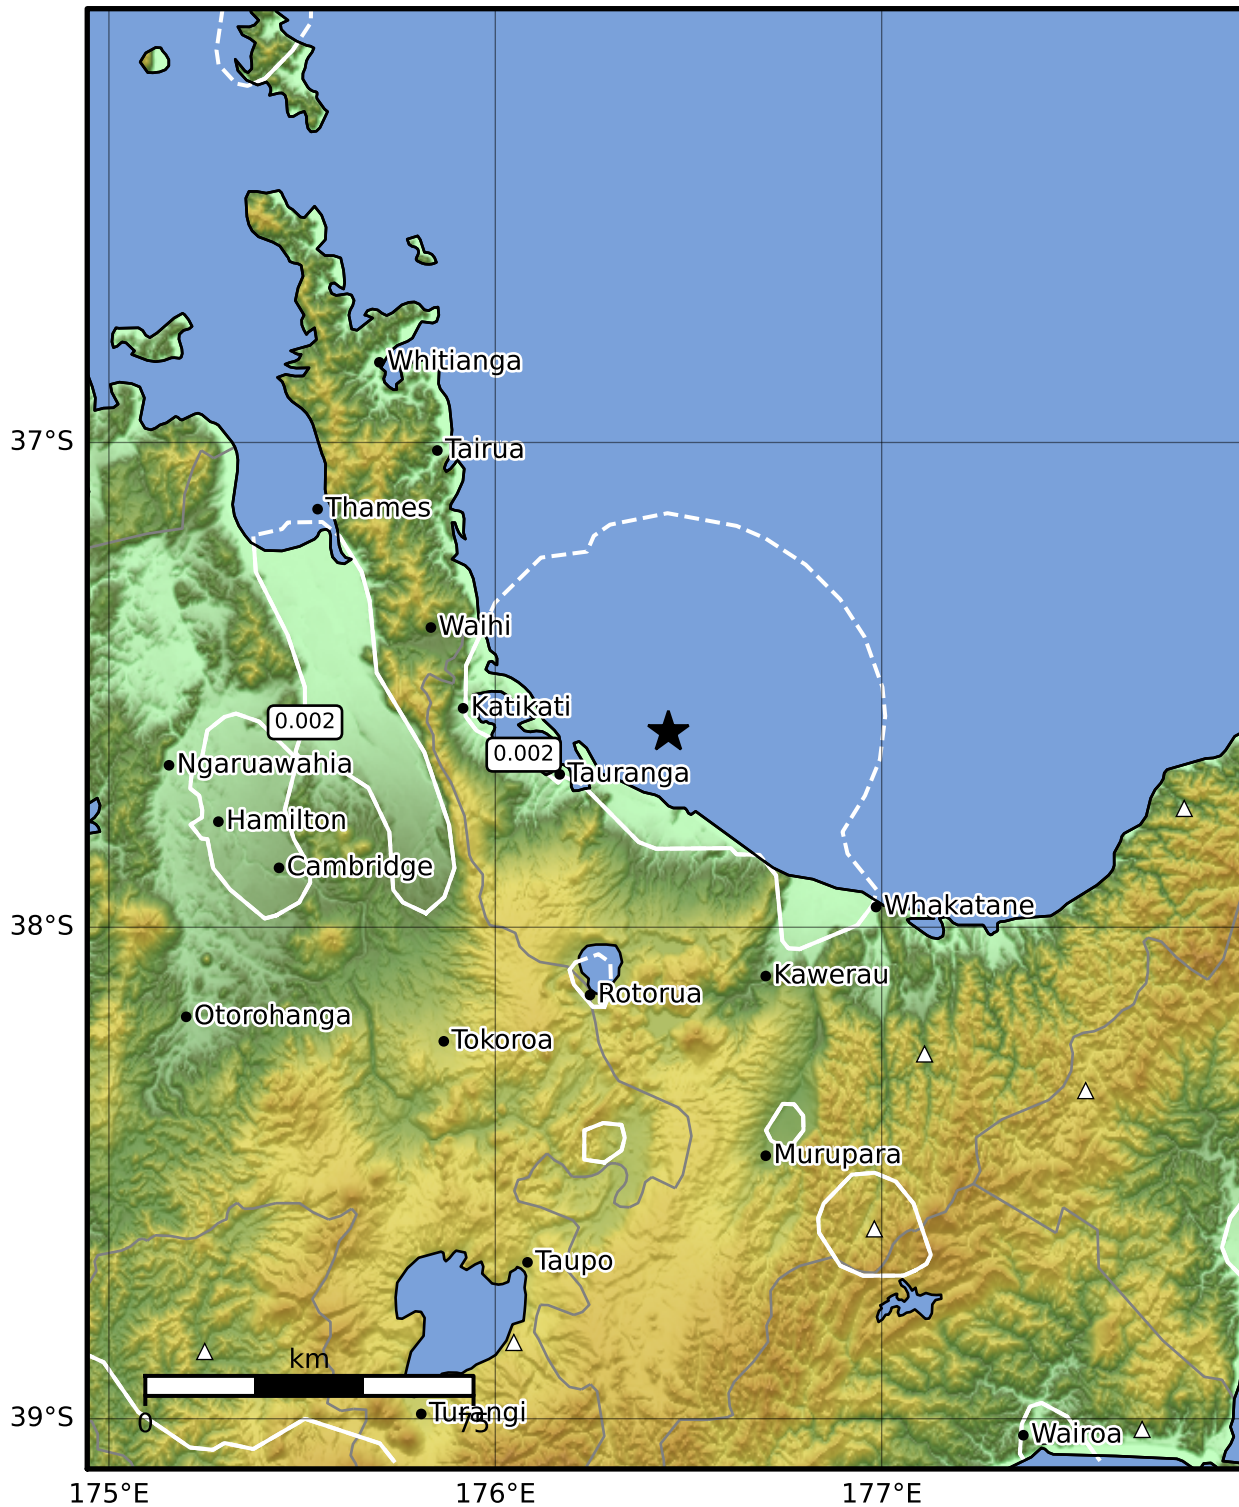 Whitianga
37°S
Tairua
Thames
Waihi
Katikati
0.002
0.002
Ngaruawahia
Tauranga
Hamilton
Cambridge
Whakatane
38°S
Kawerau
Rotorua
Otorohanga
Tokoroa
Murupara
Taupo
km
0
75
Turangi
39°S
Wairoa
175°E
176°E
177°E